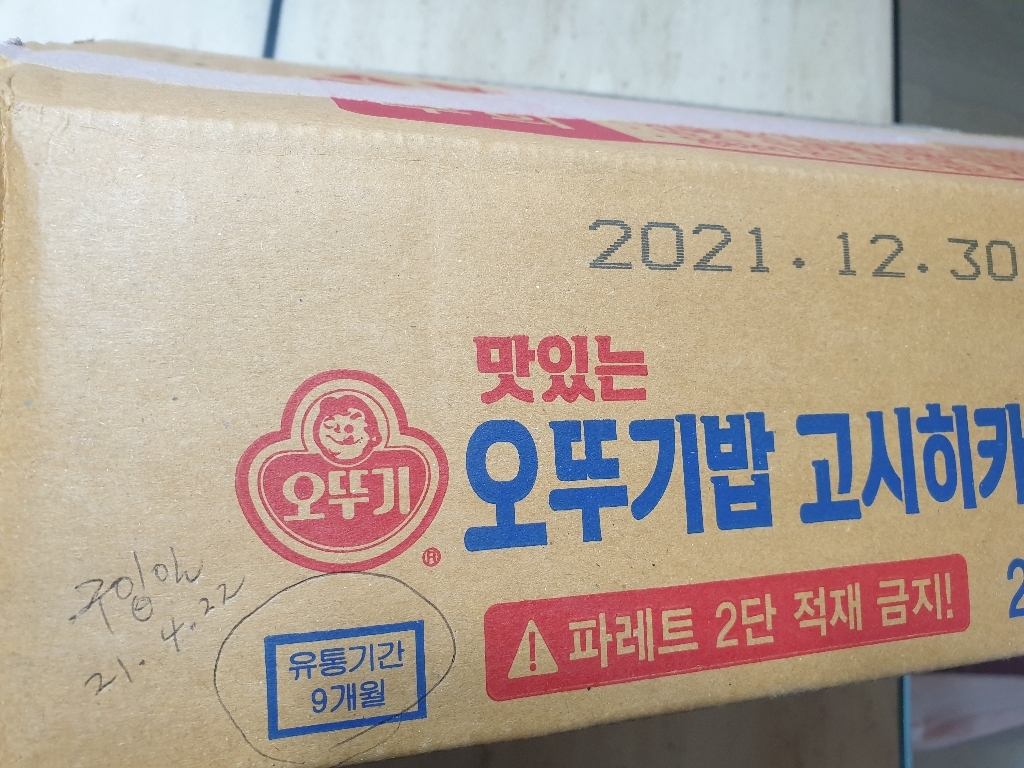 2021.12.30
맛있는
오뚜기밥 고시히카
오뚜기
®
파레트 2단 적재 금지!
2
21.4.22
유통기간
9개월